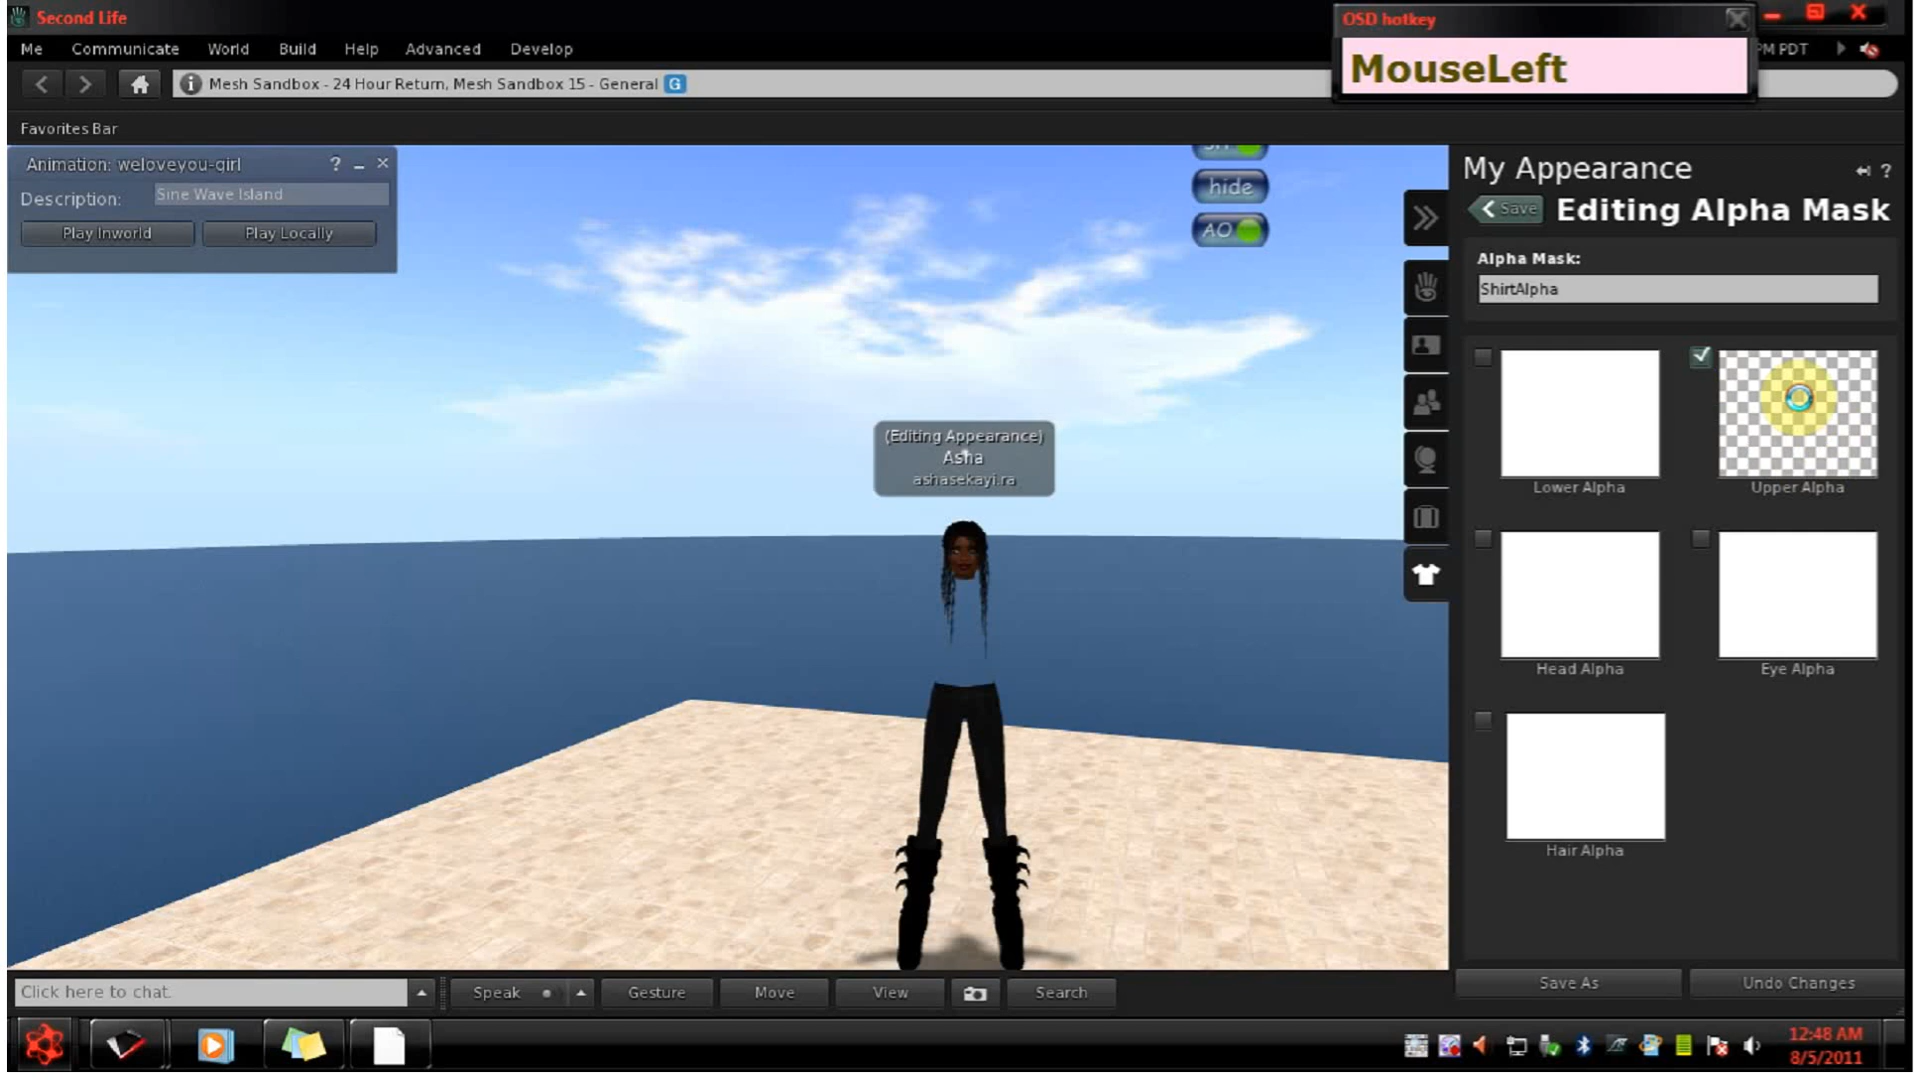 Second Life
OSD hotkey
MouseLeft
Me Communicate World Build Help Advanced Develop
PM PDT
Mesh Sandbox - 24 Hour Return, Mesh Sandbox 15 - General G
Favorites Bar
Animation: weloveyou-girl ?
Description: Sine Wave Island
Play Inworld Play Locally
hide
AO
My Appearance ?
Save Editing Alpha Mask
Alpha Mask:
ShirtAlpha
Lower Alpha Upper Alpha
Head Alpha Eye Alpha
Hair Alpha
(Editing Appearance)
Asha
ashasekayi.ra
Save As Undo Changes
Click here to chat. Speak Gesture Move View Search
12:48 AM
8/5/2011